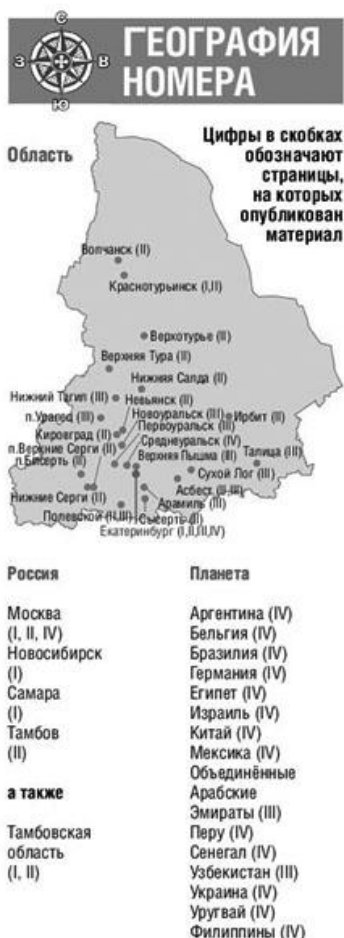 С
З
В
Ю
ГЕОГРАФИЯ
НОМЕРА
Область
Цифры в скобках
обозначают
страницы,
на которых
опубликован
материал
Волчанск (II)
Краснотурьинск (I,II)
Верхотурье (II)
Верхняя Тура (II)
Нижняя Салда (II)
Нижний Тагил (III)
Невьянск (II)
Новоуральск (III)
Ирбит (II)
п.Уралец (III)
Первоуральск (III)
Кировград (II)
Среднеуральск (IV)
п.Верхние Серги (II)
Верхняя Пышма (III)
Талица (III)
п.Бисерть (II)
Сухой Лог (III)
Нижние Серги (II)
Асбест (II,III)
Арамиль (III)
Полевской (II,III)
Сысерть (II)
Екатеринбург (I,II,III,IV)
Россия
Москва
(I, II, IV)
Новосибирск
(I)
Самара
(I)
Тамбов
(II)
а также
Тамбовская
область
(I, II)
Планета
Аргентина (IV)
Бельгия (IV)
Бразилия (IV)
Германия (IV)
Египет (IV)
Израиль (IV)
Китай (IV)
Мексика (IV)
Объединённые
Арабские
Эмираты (III)
Перу (IV)
Сенегал (IV)
Узбекистан (III)
Украина (IV)
Уругвай (IV)
Филиппины (IV)